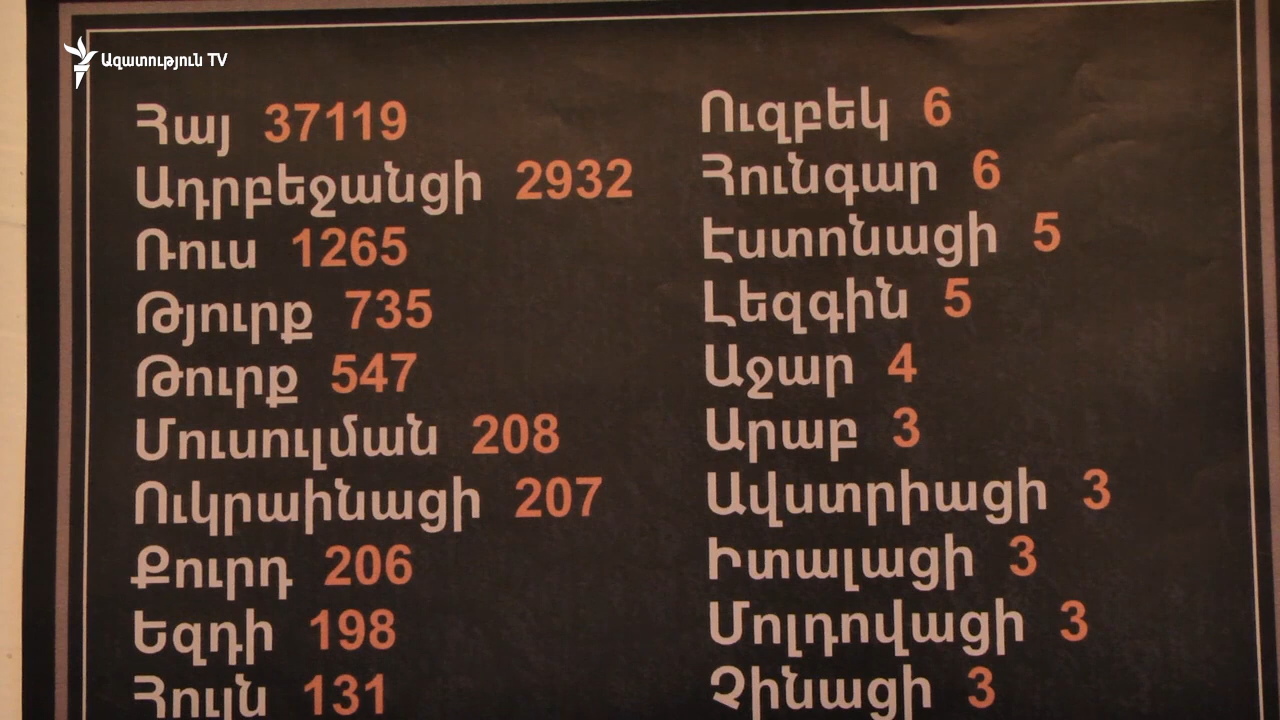 Ազատություն TV
Հայ 37119
Ադրբեջանցի 2932
Ռուս 1265
Թյուրք 735
Թուրք 547
Մուսուլման 208
Ուկրաինացի 207
Քուրդ 206
Եզդի 198
Հույն 131
Ուզբեկ 6
Հունգար 6
Էստոնացի 5
Լեզգին 5
Աջար 4
Արաբ 3
Ավստրիացի 3
Իտալացի 3
Մոլդովացի 3
Չինացի 3